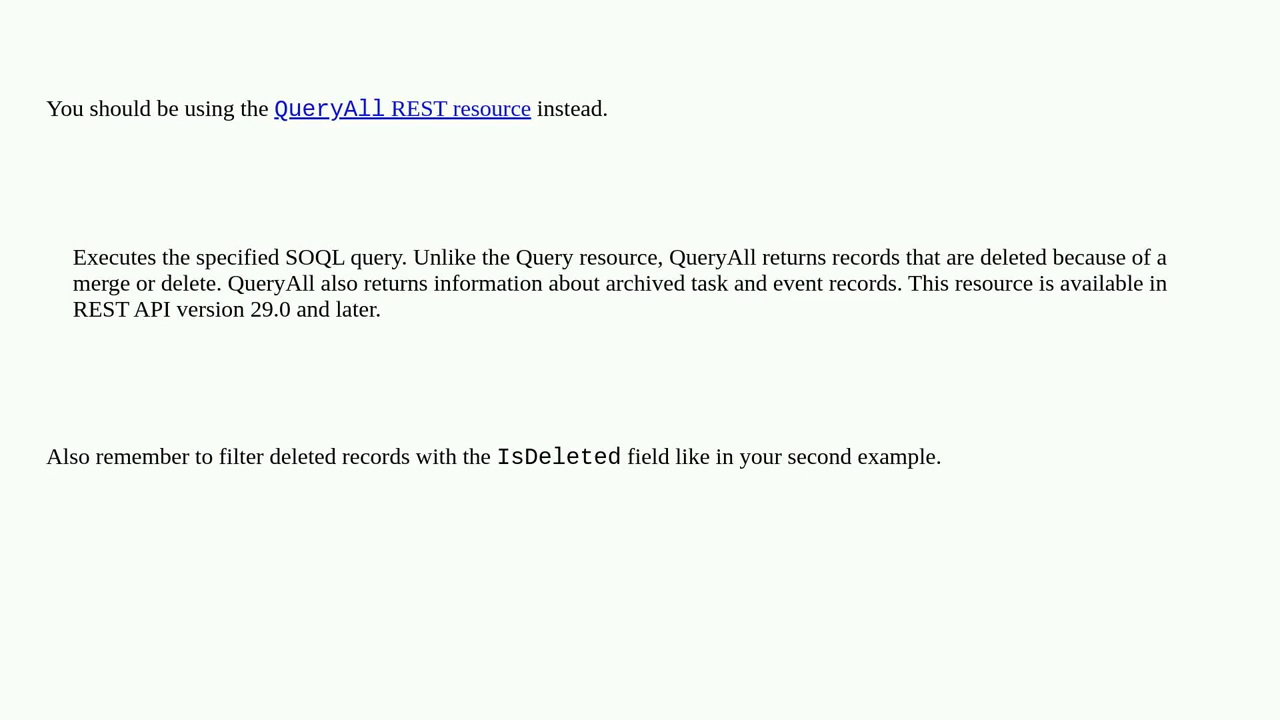 You should be using the QueryAll REST resource instead.
Executes the specified SOQL query. Unlike the Query resource, QueryAll returns records that are deleted because of a
merge or delete. QueryAll also returns information about archived task and event records. This resource is available in
REST API version 29.0 and later.
Also remember to filter deleted records with the IsDeleted field like in your second example.